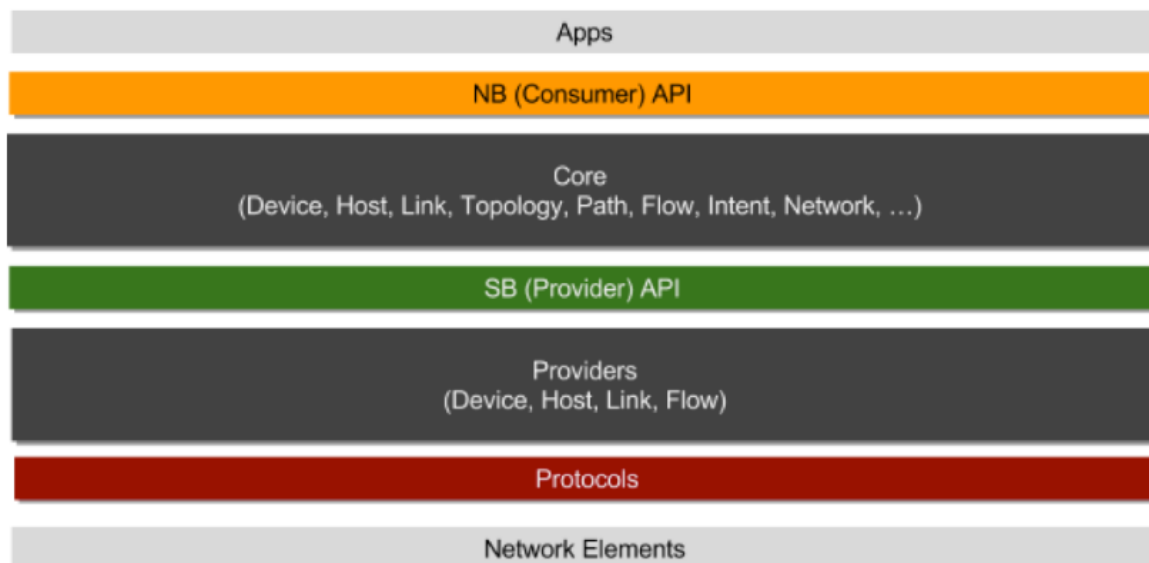 Apps
NB (Consumer) API
Core
(Device, Host, Link, Topology, Path, Flow, Intent, Network, …)
SB (Provider) API
Providers
(Device, Host, Link, Flow)
Protocols
Network Elements